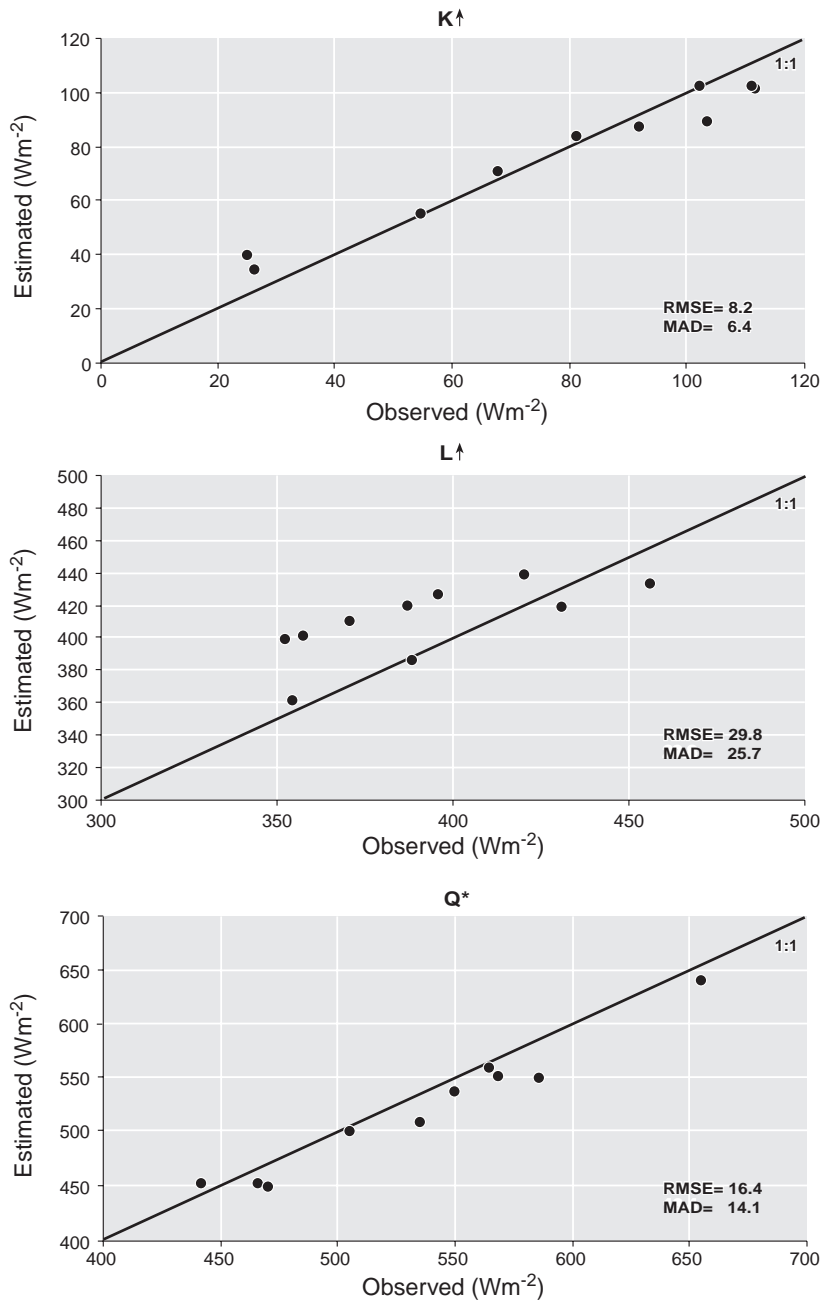 K↑
120
100
80
60
40
20
0
Estimated (Wm-2)
1:1
RMSE= 8.2
MAD= 6.4
0 20 40 60 80 100 120
Observed (Wm-2)
L↑
500
480
460
440
420
400
380
360
340
320
300
Estimated (Wm-2)
1:1
RMSE= 29.8
MAD= 25.7
300 350 400 450 500
Observed (Wm-2)
Q*
700
650
600
550
500
450
400
Estimated (Wm-2)
1:1
RMSE= 16.4
MAD= 14.1
400 450 500 550 600 650 700
Observed (Wm-2)